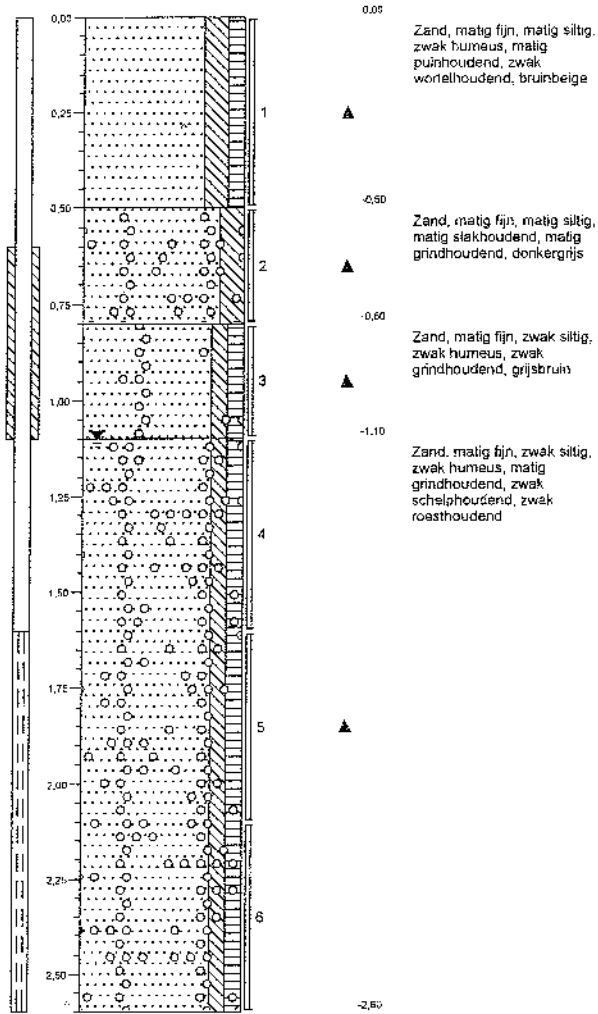 0,05
0,25
0,50
0,75
1,00
1,25
1,50
1,75
2,00
2,25
2,50
1
2
3
4
5
6
0.05
-0,50
-0,60
-1.10
-2,60
Zand, matig fijn, matig siltig,
zwak humeus, matig
puinhoudend, zwak
wortelhoudend, bruinbeige
Zand, matig fijn, matig siltig,
matig slakhoudend, matig
grindhoudend, donkergrijs
Zand, matig fijn, zwak siltig,
zwak humeus, zwak
grindhoudend, grijsbruin
Zand. matig fijn, zwak siltig,
zwak humeus, matig
grindhoudend, zwak
schelphoudend, zwak
roesthoudend